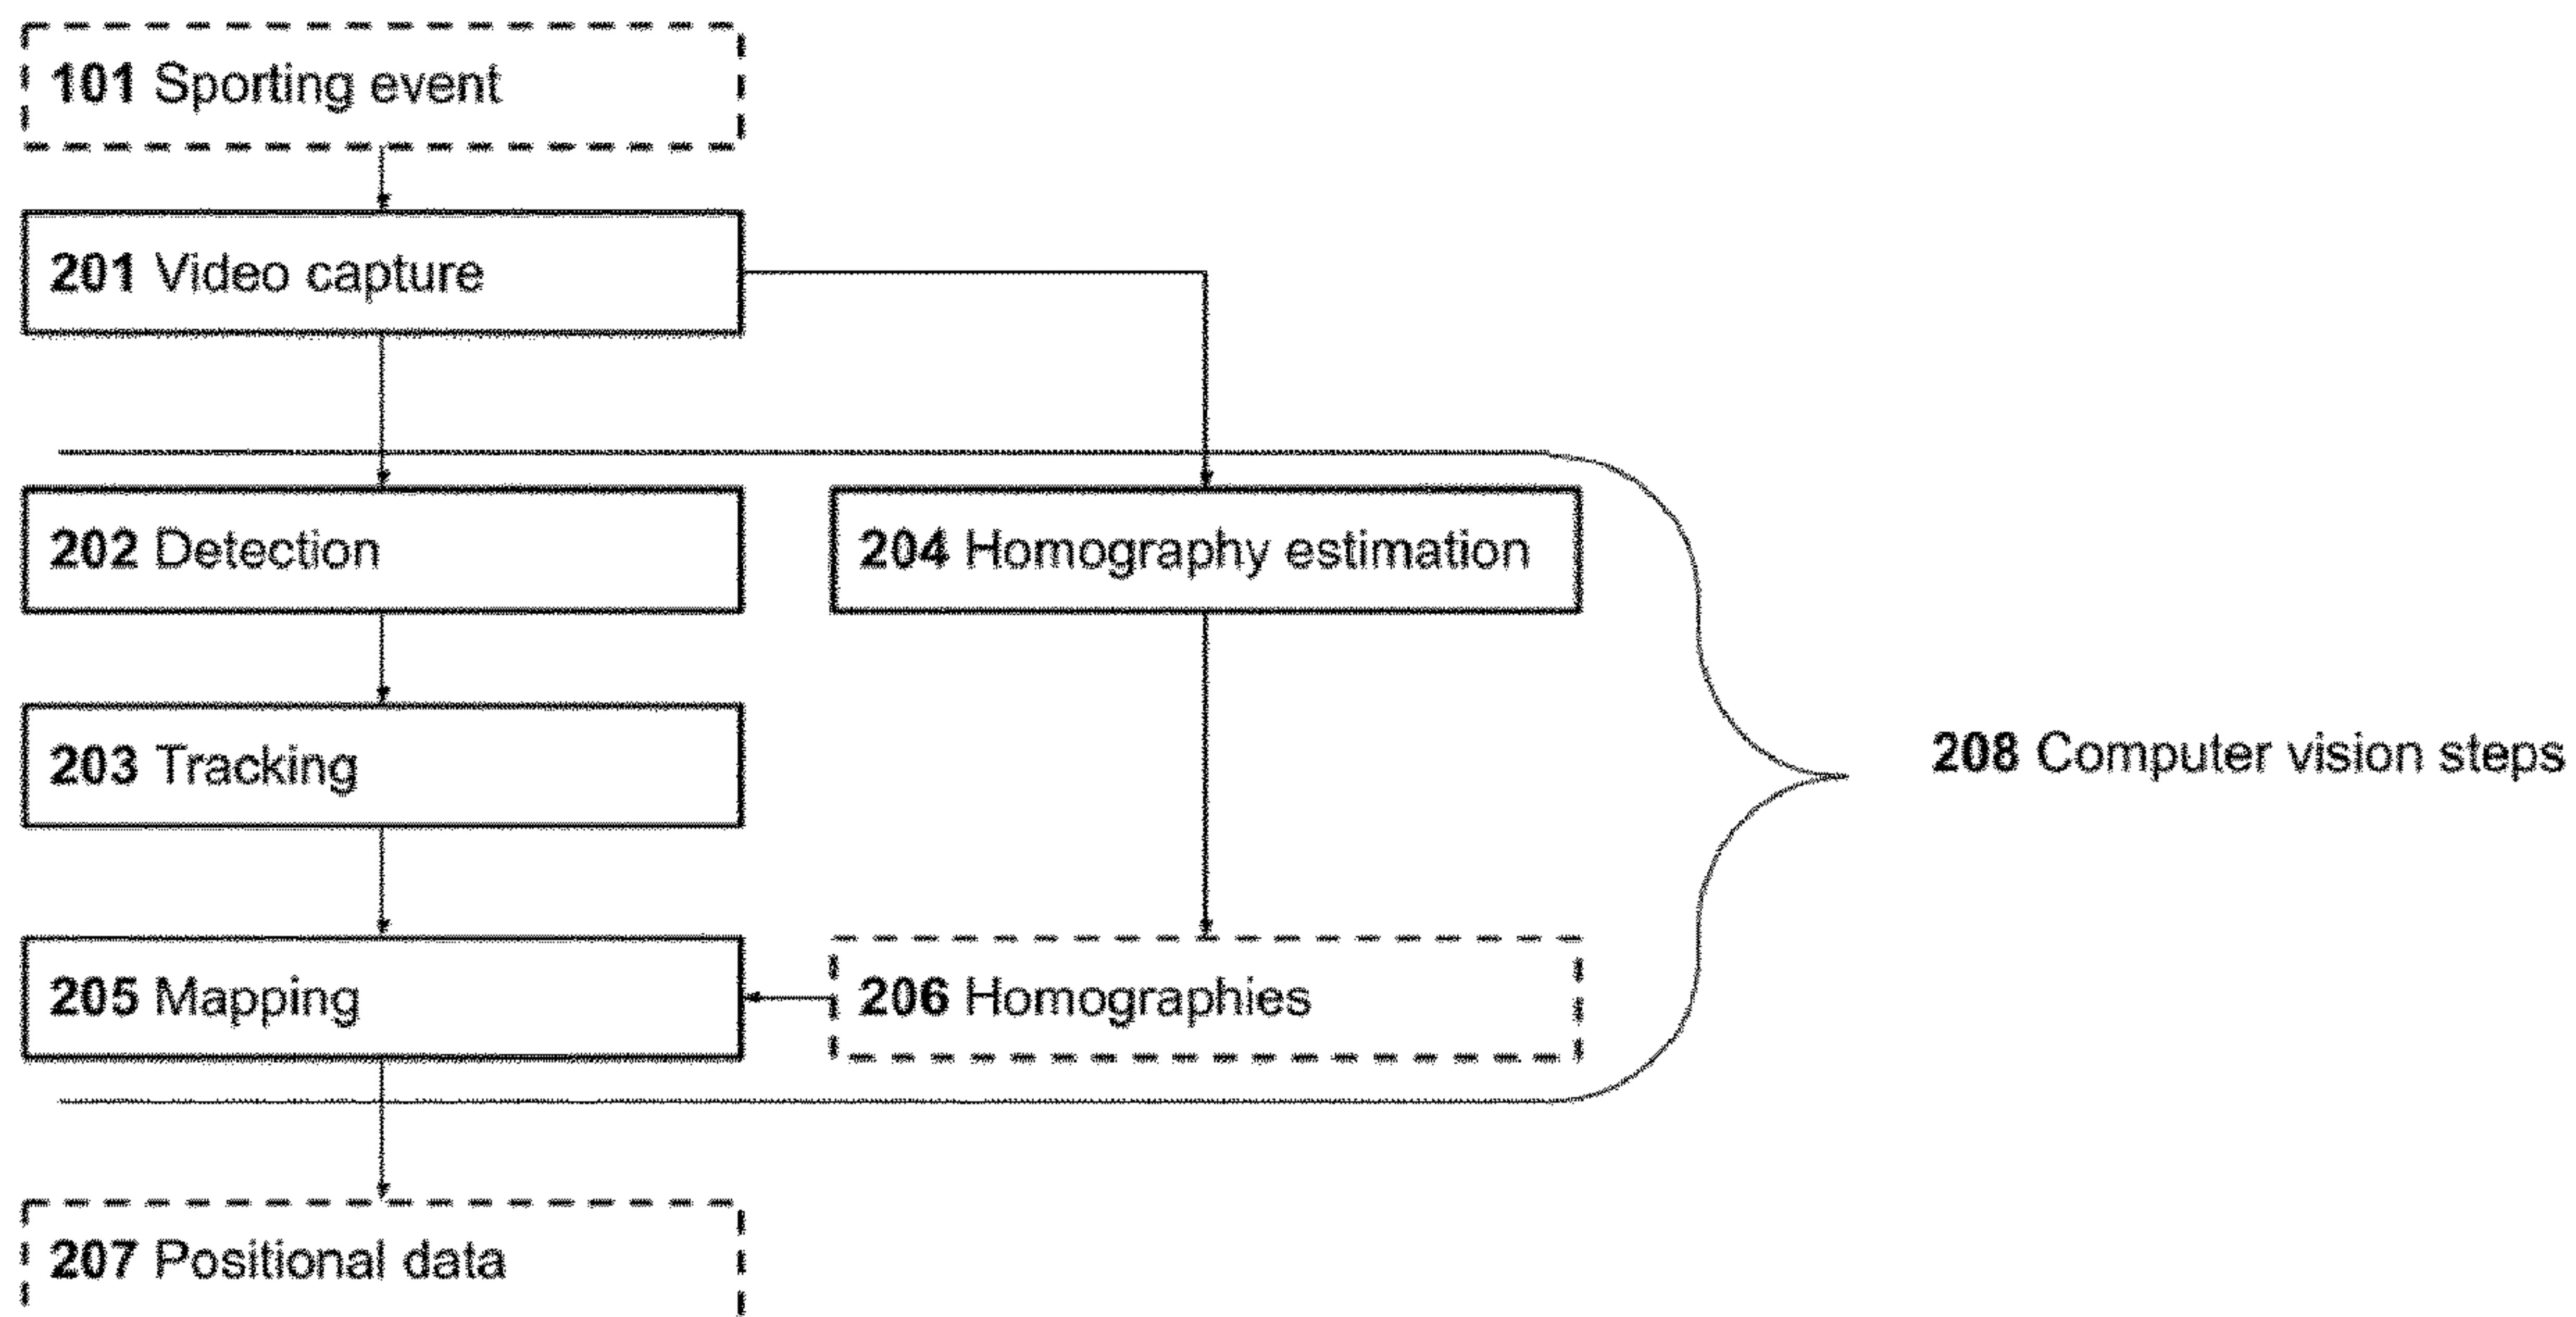 101 Sporting event
201 Video capture
202 Detection
204 Homography estimation
203 Tracking
208 Computer vision steps
205 Mapping
206 Homographies
207 Positional data